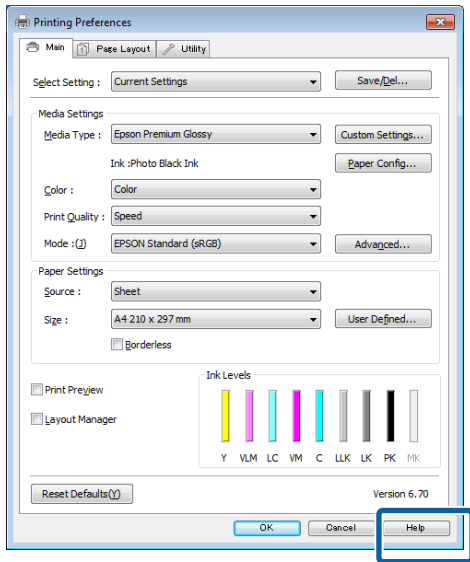 Printing Preferences
Main Page Layout Utility
Select Setting : Current Settings Save/Del...
Media Settings
Media Type : Epson Premium Glossy Custom Settings...
Ink :Photo Black Ink Paper Config...
Color : Color
Print Quality : Speed
Mode :(J) EPSON Standard (sRGB) Advanced...
Paper Settings
Source : Sheet
Size : A4 210 x 297 mm User Defined...
Borderless
Ink Levels
Print Preview
Layout Manager
Y VLM LC VM C LLK LK PK MK
Reset Defaults(Y) Version 6.70
OK Cancel Help